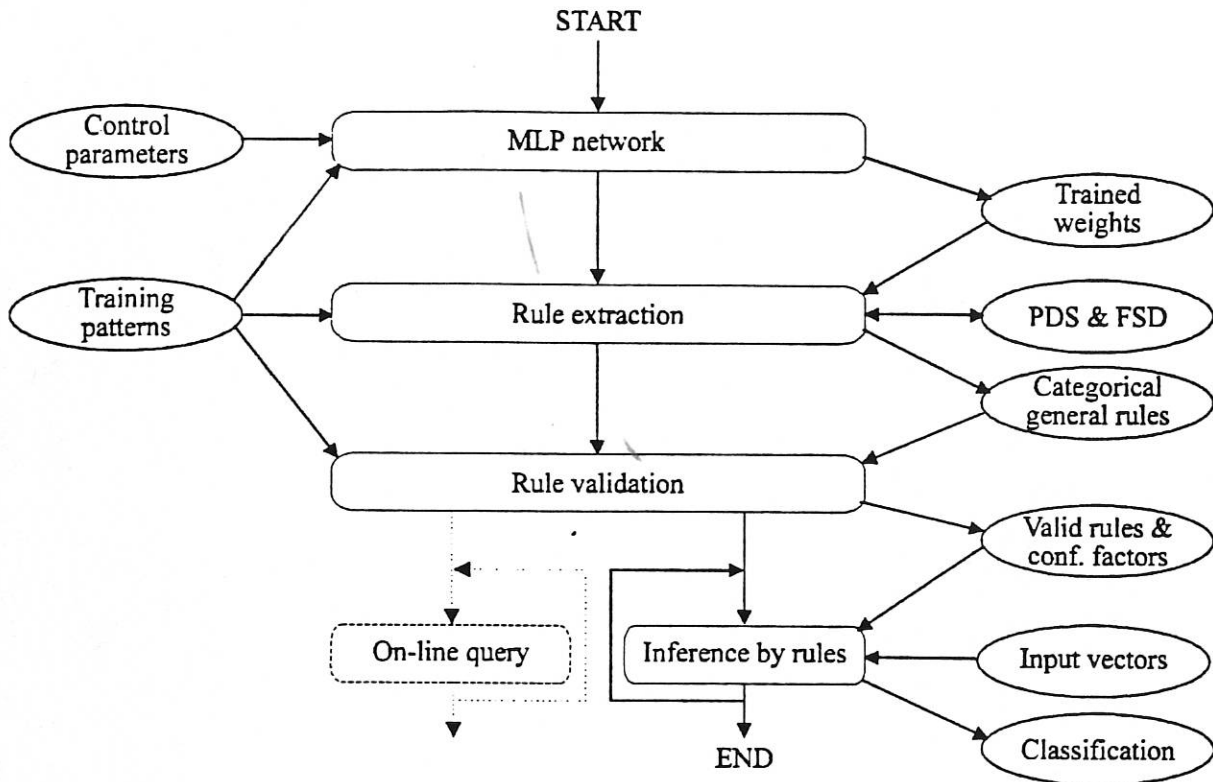 START
Control
parameters
MLP network
Trained
weights
Training
patterns
Rule extraction
PDS & FSD
Categorical
general rules
Rule validation
Valid rules &
conf. factors
On-line query
Inference by rules
Input vectors
END
Classification